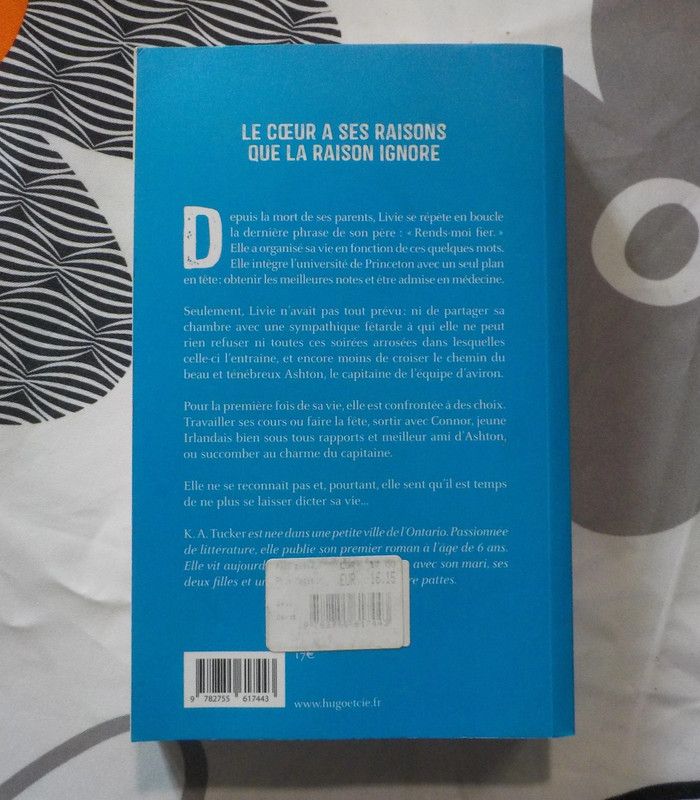 LE CŒUR A SES RAISONS
QUE LA RAISON IGNORE
Depuis la mort de ses parents, Livie se répète en boucle
la dernière phrase de son père : « Rends-moi fier. »
Elle a organisé sa vie en fonction de ces quelques mots.
Elle intègre l'université de Princeton avec un seul plan
en tête : obtenir les meilleures notes et être admise en médecine.
Seulement, Livie n'avait pas tout prévu : ni de partager sa
chambre avec une sympathique fêtarde à qui elle ne peut
rien refuser ni toutes ces soirées arrosées dans lesquelles
celle-ci l'entraine, et encore moins de croiser le chemin du
beau et ténébreux Ashton, le capitaine de l'équipe d'aviron.
Pour la première fois de sa vie, elle est confrontée à des choix.
Travailler ses cours ou faire la fête, sortir avec Connor, jeune
Irlandais bien sous tous rapports et meilleur ami d'Ashton,
ou succomber au charme du capitaine.
Elle ne se reconnait pas et, pourtant, elle sent qu'il est temps
de ne plus se laisser dicter sa vie...
K. A. Tucker est née dans une petite ville de l'Ontario. Passionnée
de littérature, elle publie son premier roman à l'âge de 6 ans.
Elle vit avec son mari, ses
deux filles et pattes.
EUR 16.15
17€
9 782755 617443
www.hugoetcie.fr